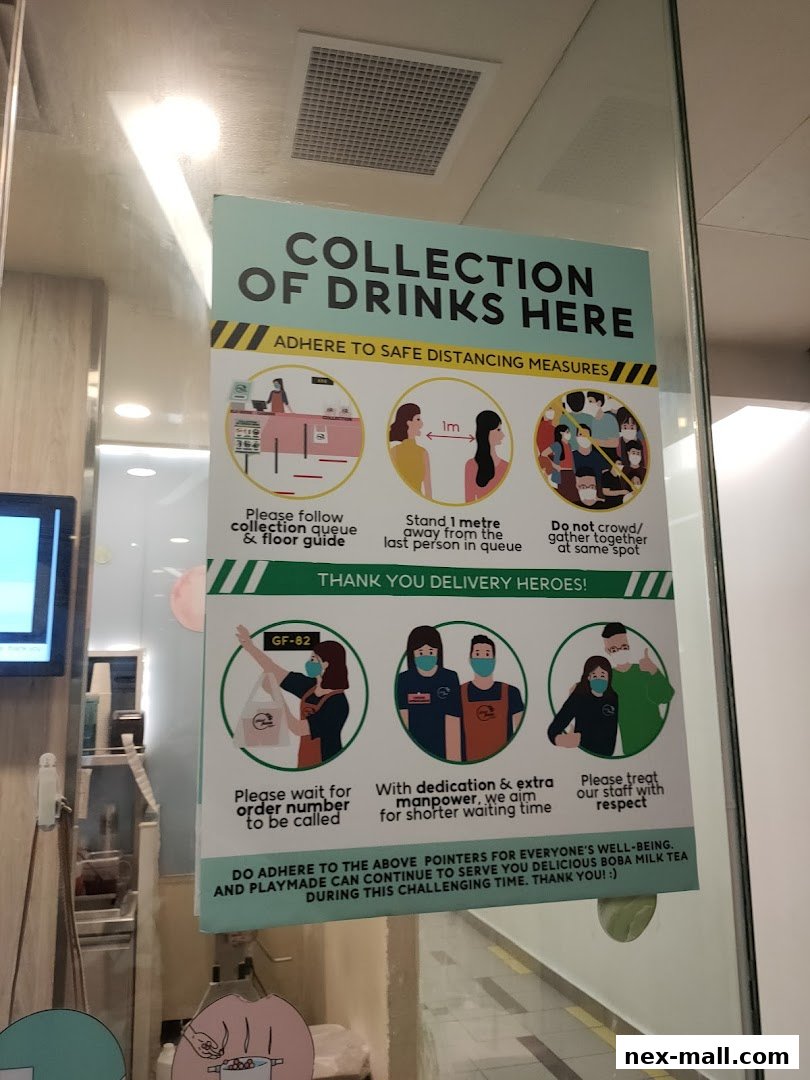 COLLECTION
OF DRINKS HERE
ADHERE TO SAFE DISTANCING MEASURES
COLLECTION
1m
Please follow
collection queue
& floor guide
Stand 1 metre
away from the
last person in queue
Do not crowd/
gather together
at same spot
THANK YOU DELIVERY HEROES!
GF-82
Please wait for
order number
to be called
With dedication & extra
manpower, we aim
for shorter waiting time
Please treat
our staff with
respect
DO ADHERE TO THE ABOVE POINTERS FOR EVERYONE'S WELL-BEING.
AND PLAYMADE CAN CONTINUE TO SERVE YOU DELICIOUS BOBA MILK TEA
DURING THIS CHALLENGING TIME. THANK YOU! :)
nex-mall.com